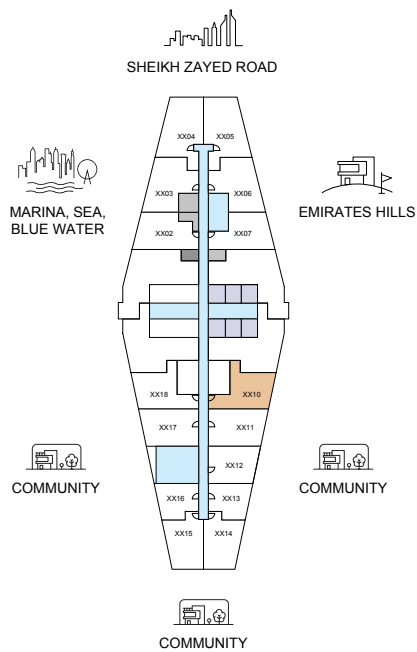 SHEIKH ZAYED ROAD
XX04 XX05
XX03 XX06
MARINA, SEA,
BLUE WATER
EMIRATES HILLS
XX02 XX07
XX18 XX10
XX17 XX11
XX12
COMMUNITY
COMMUNITY
XX16 XX13
XX15 XX14
COMMUNITY